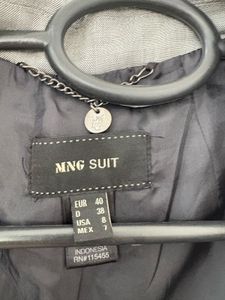 MNG SUIT
EUR 40
D 38
USA 8
MEX 7
INDONESIA
RN#115455